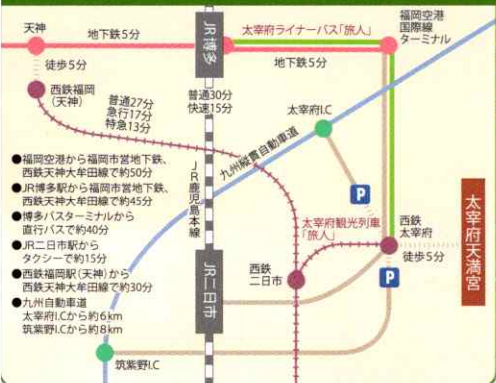 天神
地下鉄5分
JR博多
太宰府ライナーバス「旅人」
福岡空港
国際線
ターミナル
地下鉄5分
徒歩5分
西鉄福岡
(天神)
普通27分
急行17分
特急13分
普通30分
快速15分
太宰府I.C
九州縦貫自動車道
●福岡空港から福岡市営地下鉄、
西鉄天神大牟田線で約50分
●JR博多駅から福岡市営地下鉄、
西鉄天神大牟田線で約45分
●博多バスターミナルから
直行バスで約40分
●JR二日市駅から
タクシーで約15分
●西鉄福岡駅(天神)から
西鉄天神大牟田線で約30分
●九州自動車道
太宰府I.Cから約6km
筑紫野I.Cから約8km
JR鹿児島本線
P
太宰府観光列車
「旅人」
西鉄
太宰府
徒歩5分
太宰府天満宮
西鉄
二日市
P
JR二日市
筑紫野I.C